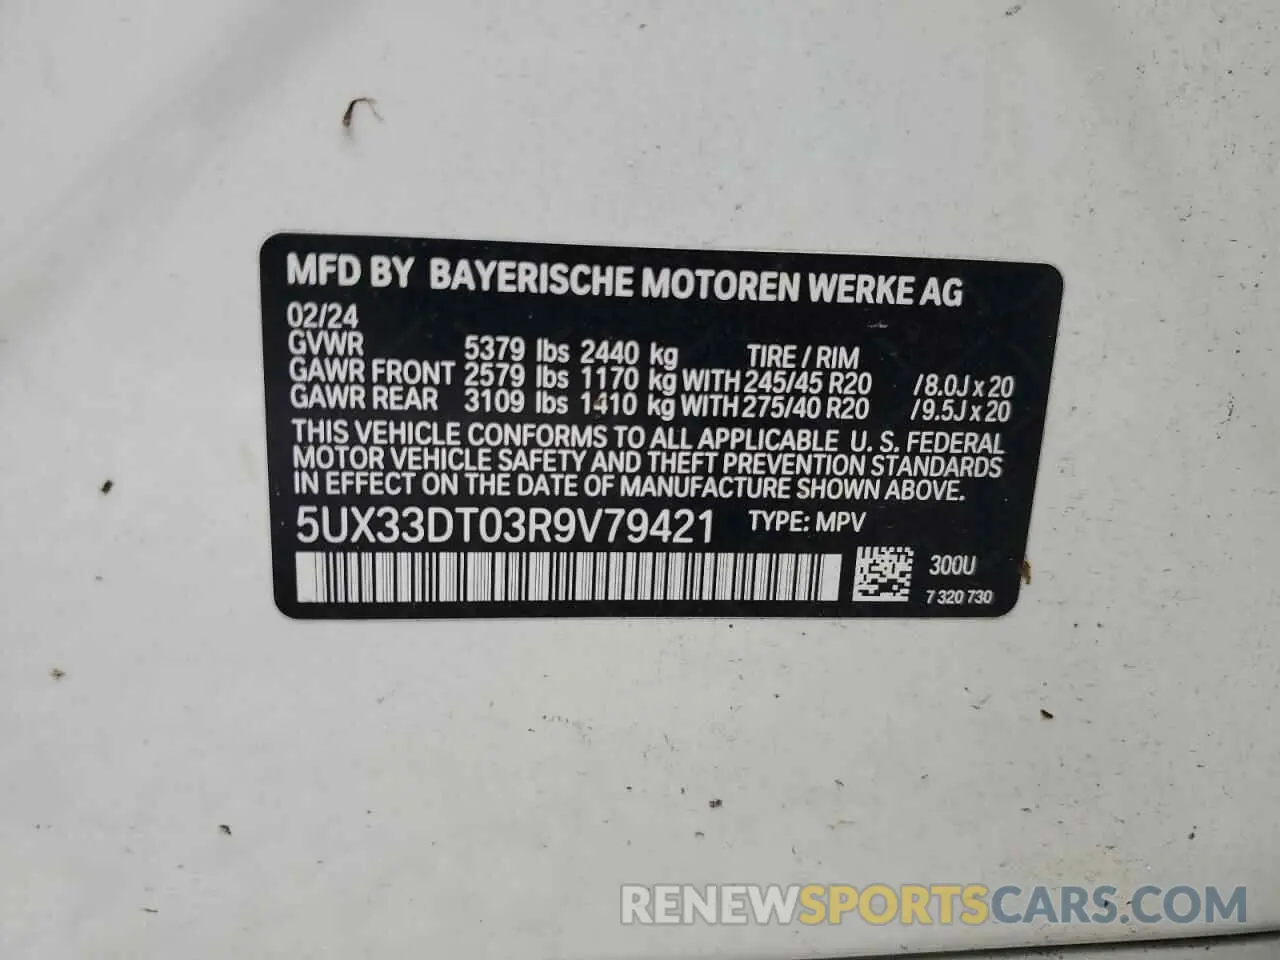 MFD BY BAYERISCHE MOTOREN WERKE AG
02/24
GVWR 5379 lbs 2440 kg TIRE / RIM
GAWR FRONT 2579 lbs 1170 kg WITH 245/45 R20 /8.0J x 20
GAWR REAR 3109 lbs 1410 kg WITH 275/40 R20 /9.5J x 20
THIS VEHICLE CONFORMS TO ALL APPLICABLE U. S. FEDERAL
MOTOR VEHICLE SAFETY AND THEFT PREVENTION STANDARDS
IN EFFECT ON THE DATE OF MANUFACTURE SHOWN ABOVE.
5UX33DT03R9V79421 TYPE: MPV
300U
7 320 730
RENEWSPORTSCARS.COM